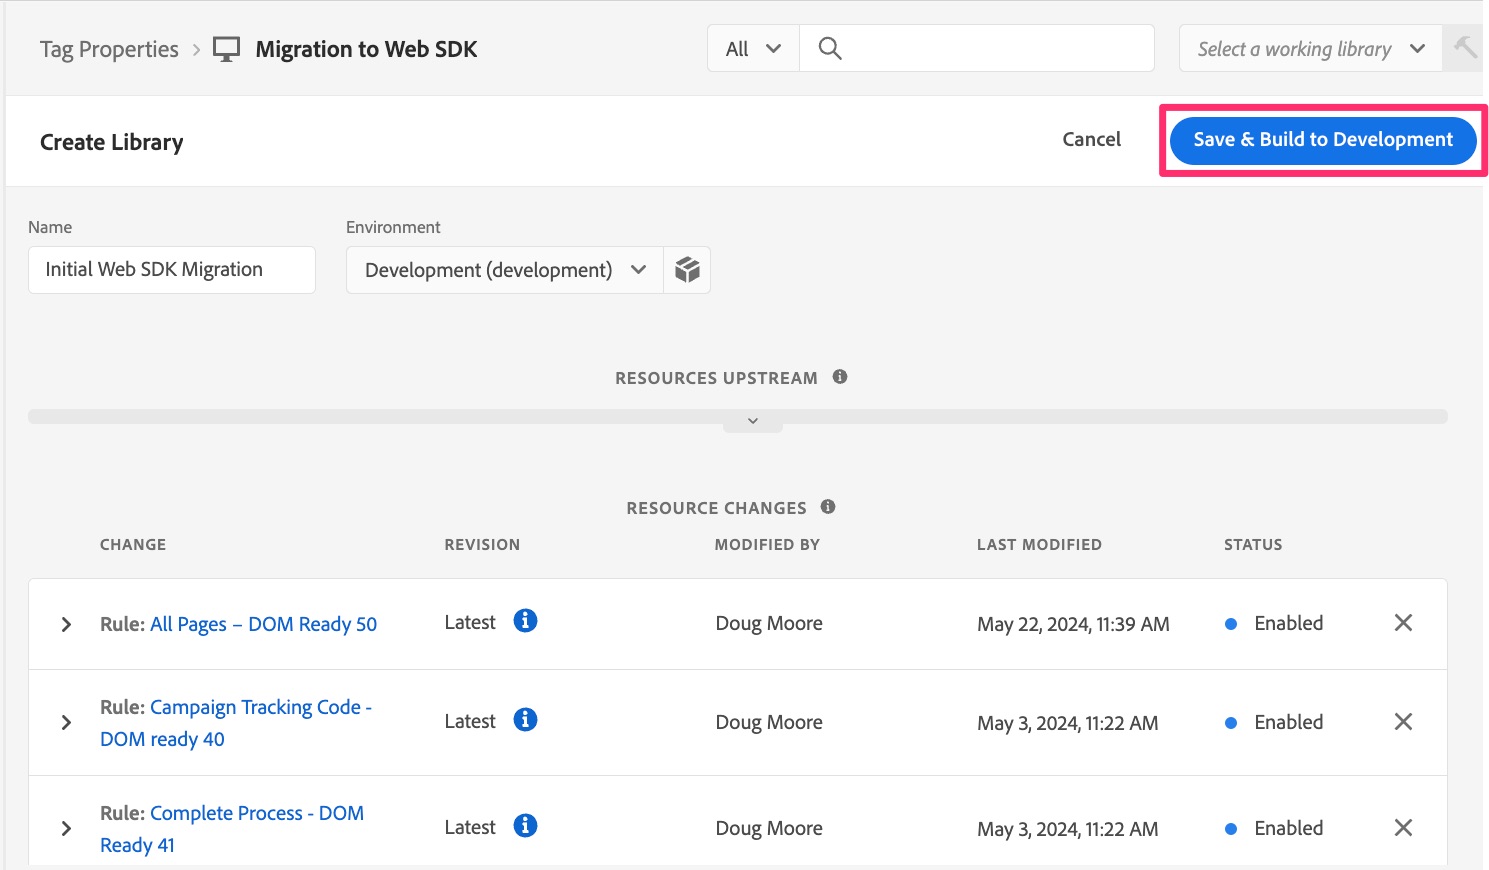 Tag Properties > Migration to Web SDK All Select a working library
Create Library Cancel Save & Build to Development
Name Environment
Initial Web SDK Migration Development (development)
RESOURCES UPSTREAM
RESOURCE CHANGES
CHANGE REVISION MODIFIED BY LAST MODIFIED STATUS
Rule: All Pages – DOM Ready 50 Latest Doug Moore May 22, 2024, 11:39 AM Enabled
Rule: Campaign Tracking Code -
DOM ready 40
Latest Doug Moore May 3, 2024, 11:22 AM Enabled
Rule: Complete Process - DOM
Ready 41
Latest Doug Moore May 3, 2024, 11:22 AM Enabled